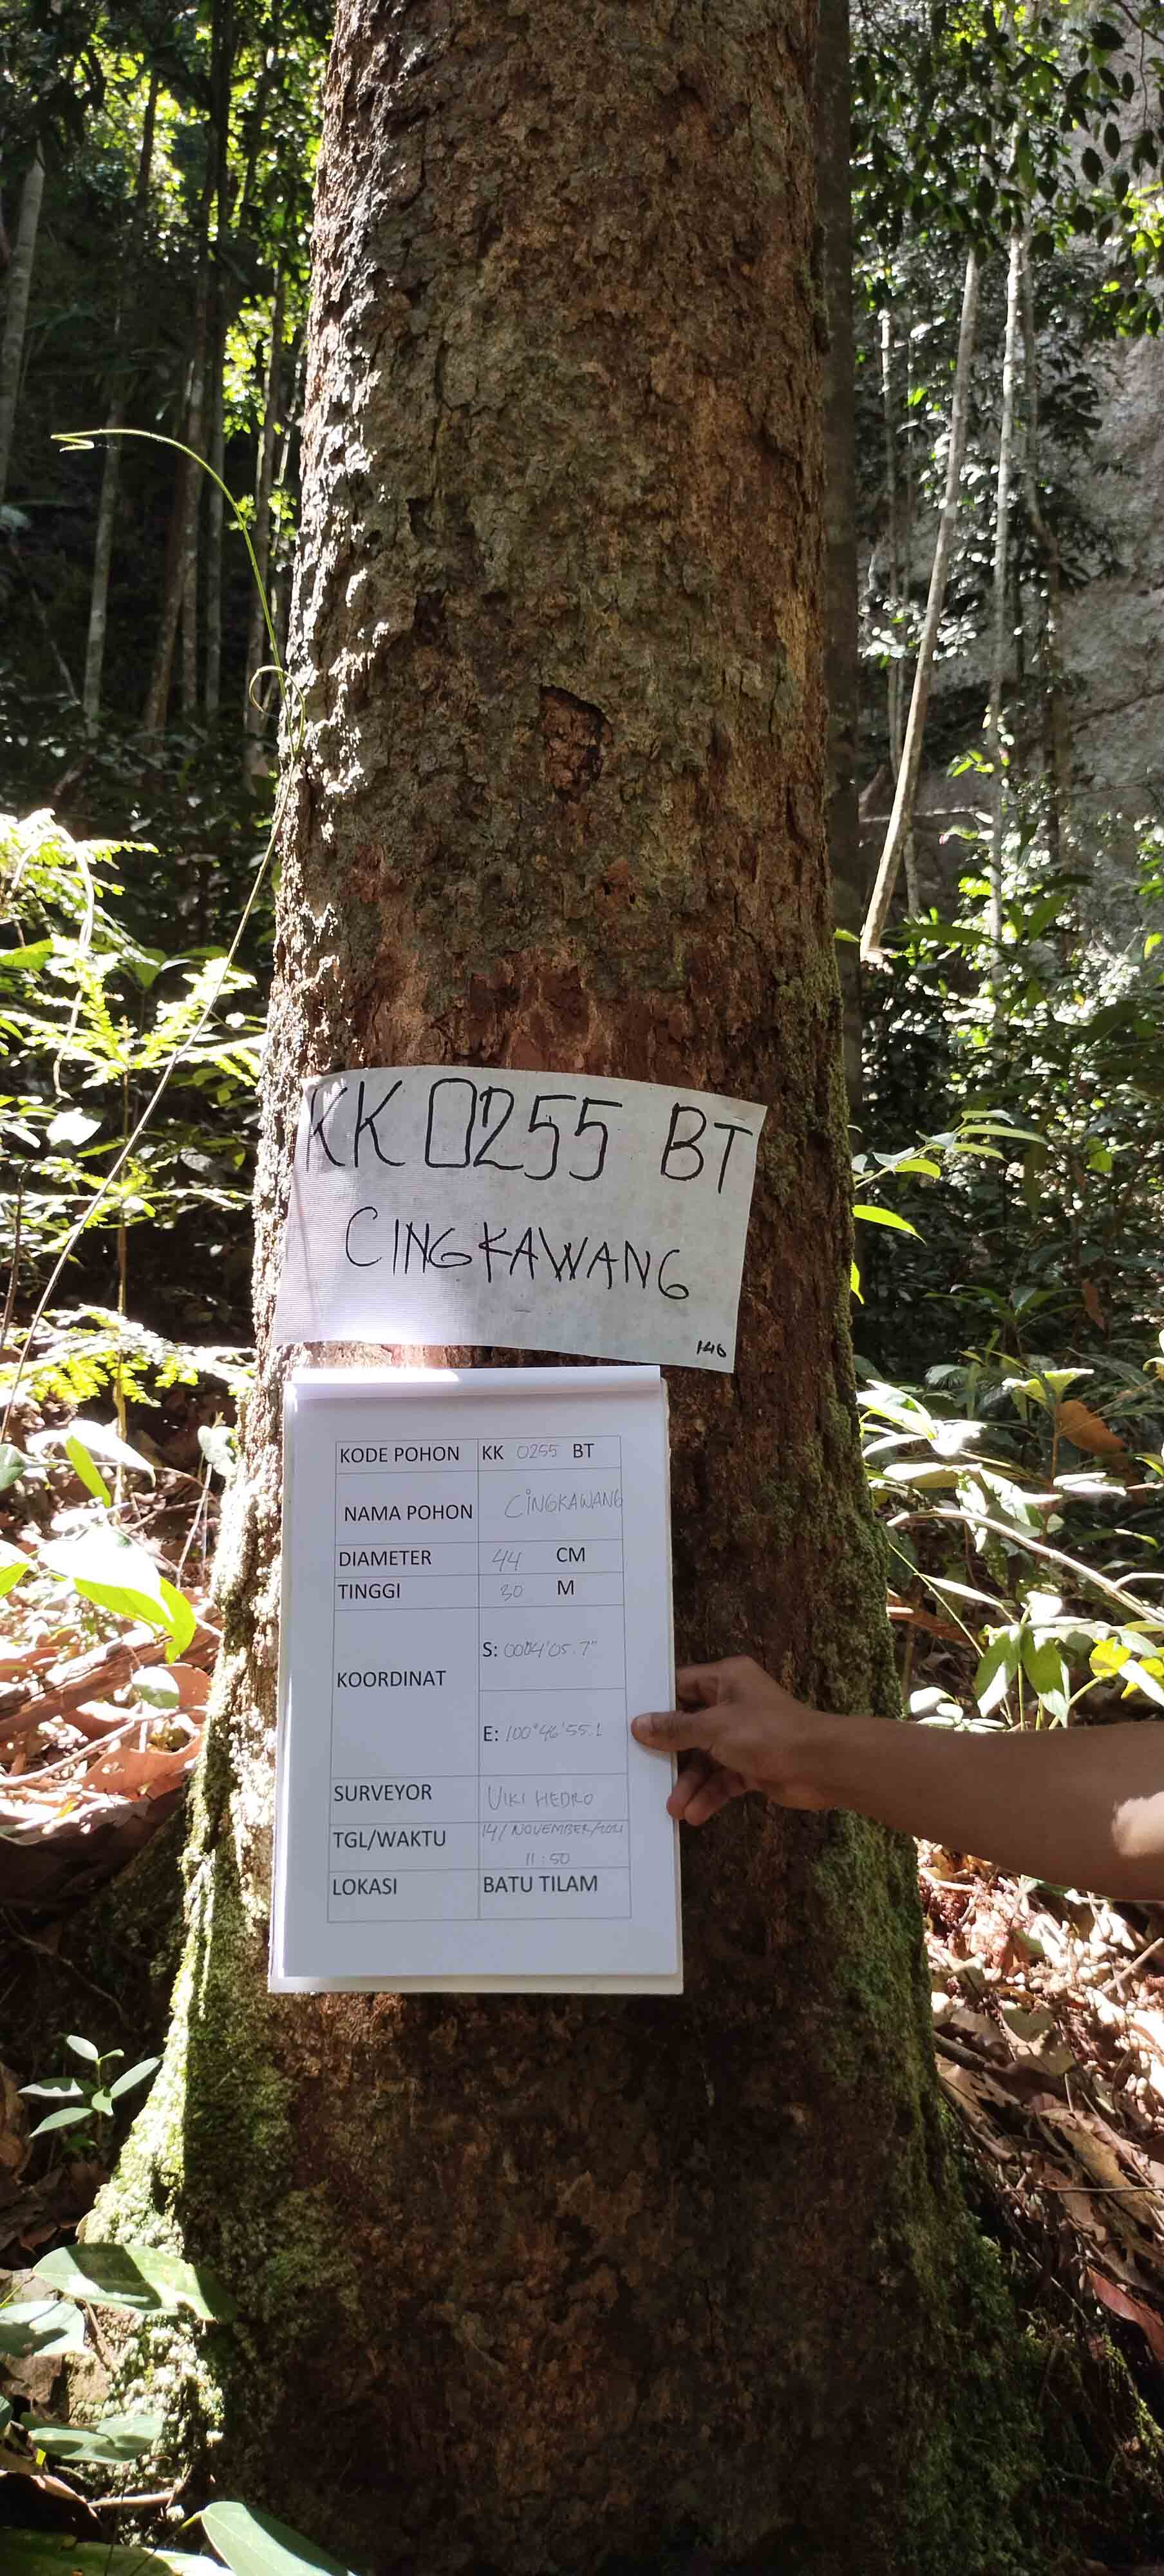 KK 0255 BT
CINGKAWANG
146
KODE POHON KK 0255 BT
NAMA POHON CINGKAWANG
DIAMETER 44 CM
TINGGI 30 M
KOORDINAT
S: 0004'05.7"
E: 100°46'55.1
SURVEYOR VIKI HEDRO
TGL/WAKTU 14/NOVEMBER/2021
11:50
LOKASI BATU TILAM